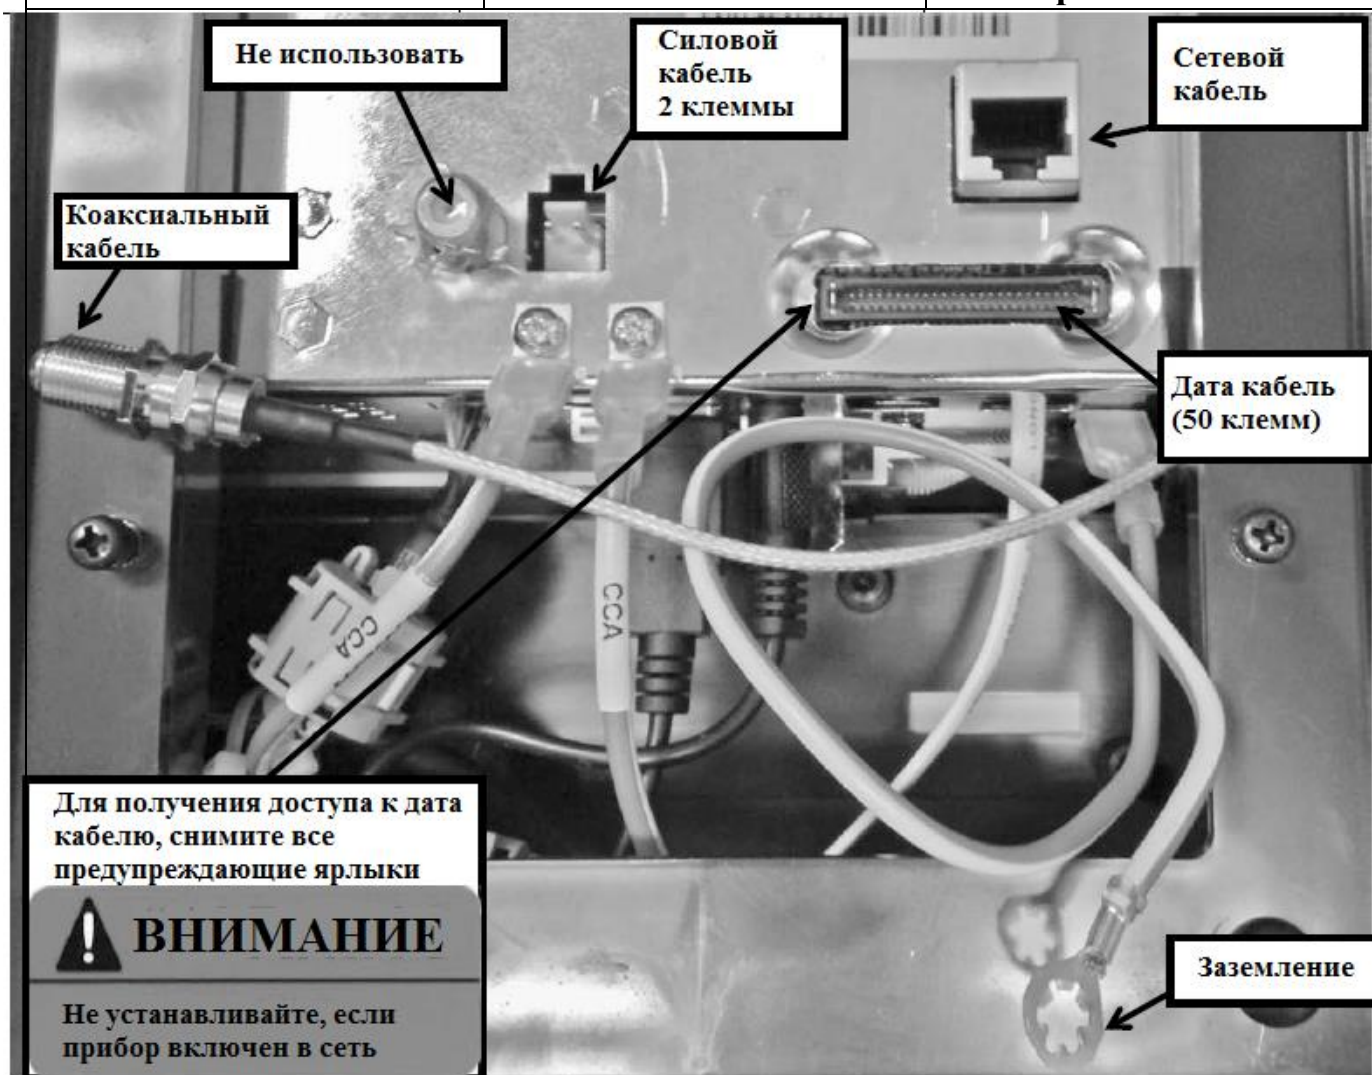 Не использовать
Силовой
кабель
2 клеммы
Сетевой
кабель
Коаксиальный
кабель
Дата кабель
(50 клемм)
CCA
CCA
Для получения доступа к дата
кабелю, снимите все
предупреждающие ярлыки
ВНИМАНИЕ
Не устанавливайте, если
прибор включен в сеть
Заземление